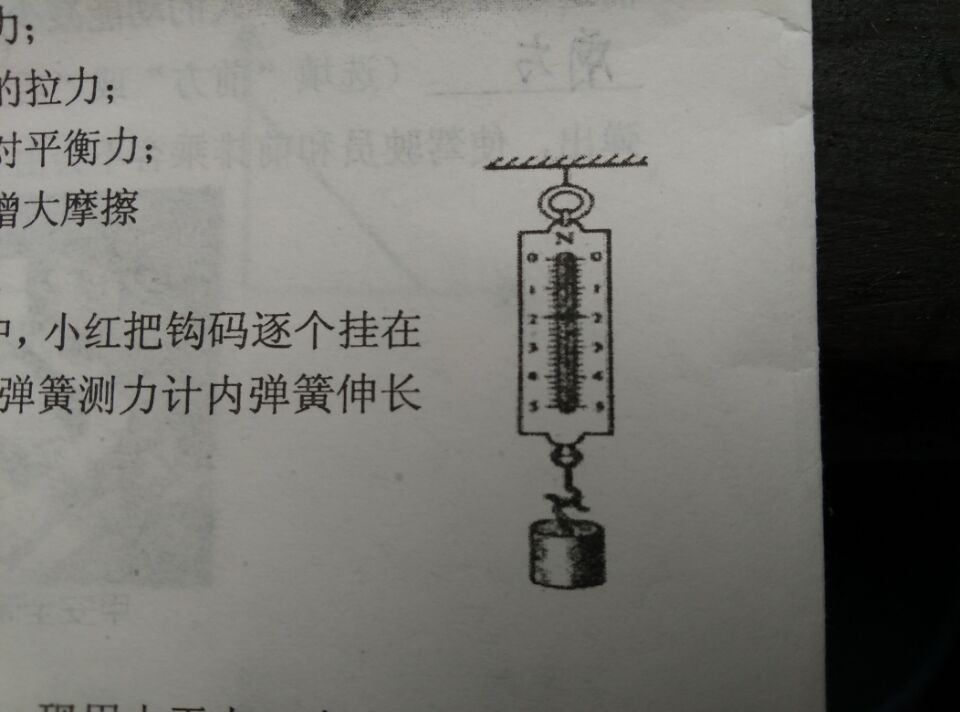 力；
的拉力；
对平衡力；
增大摩擦
中，小红把钩码逐个挂在
弹簧测力计内弹簧伸长
N
0 0
1 1
2 2
3 3
4 4
5 5